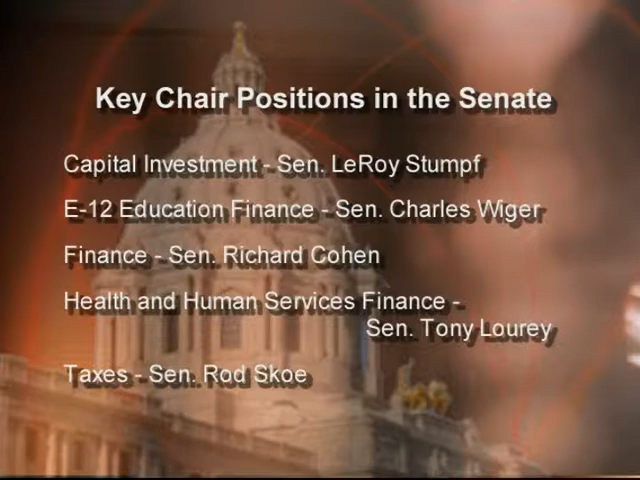 Key Chair Positions in the Senate
Capital Investment - Sen. LeRoy Stumpf
E-12 Education Finance - Sen. Charles Wiger
Finance - Sen. Richard Cohen
Health and Human Services Finance -
Sen. Tony Lourey
Taxes - Sen. Rod Skoe